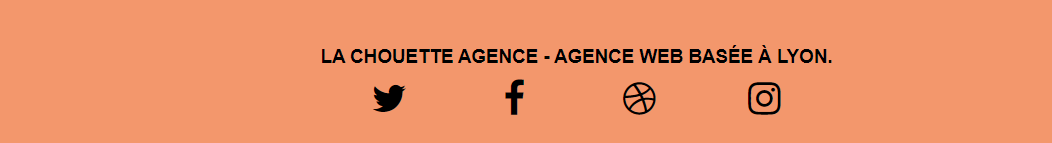 LA CHOUETTE AGENCE - AGENCE WEB BASÉE À LYON.